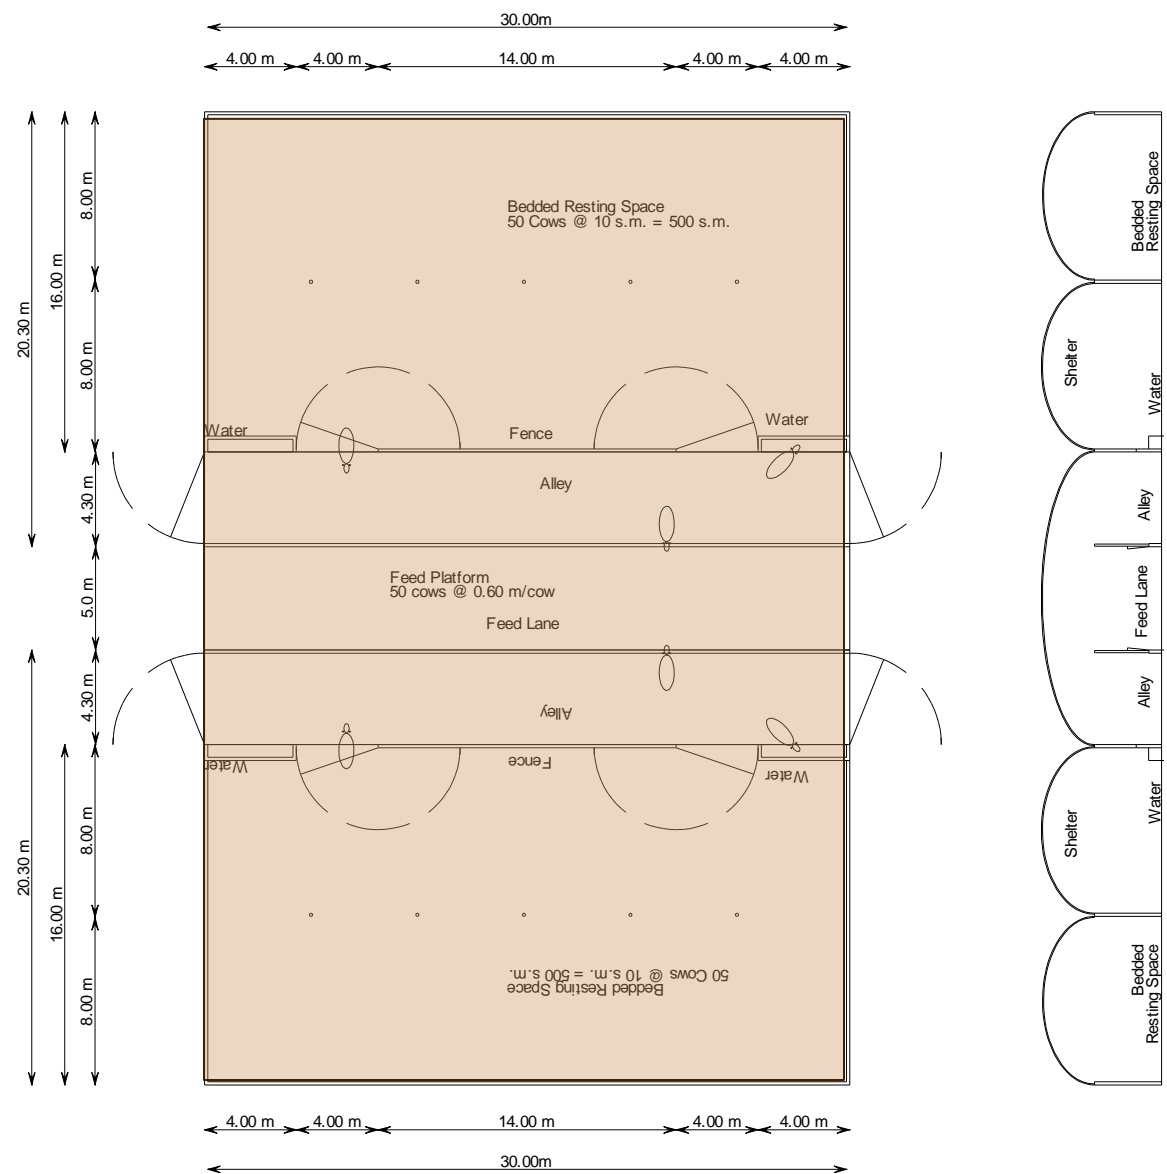 30.00m
4.00 m 4.00 m 14.00 m 4.00 m 4.00 m
20.30 m
16.00 m
8.00 m
8.00 m
4.30 m
5.0 m
4.30 m
8.00 m
8.00 m
16.00 m
20.30 m
Bedded Resting Space
50 Cows @ 10 s.m. = 500 s.m.
Water
Fence
Water
Alley
Feed Platform
50 cows @ 0.60 m/cow
Feed Lane
Alley
Water
Fence
Water
Bedded Resting Space
50 Cows @ 10 s.m. = 500 s.m.
4.00 m 4.00 m 14.00 m 4.00 m 4.00 m
30.00m
Bedded
Resting Space
Shelter
Water
Alley
Feed Lane
Alley
Shelter
Water
Bedded
Resting Space